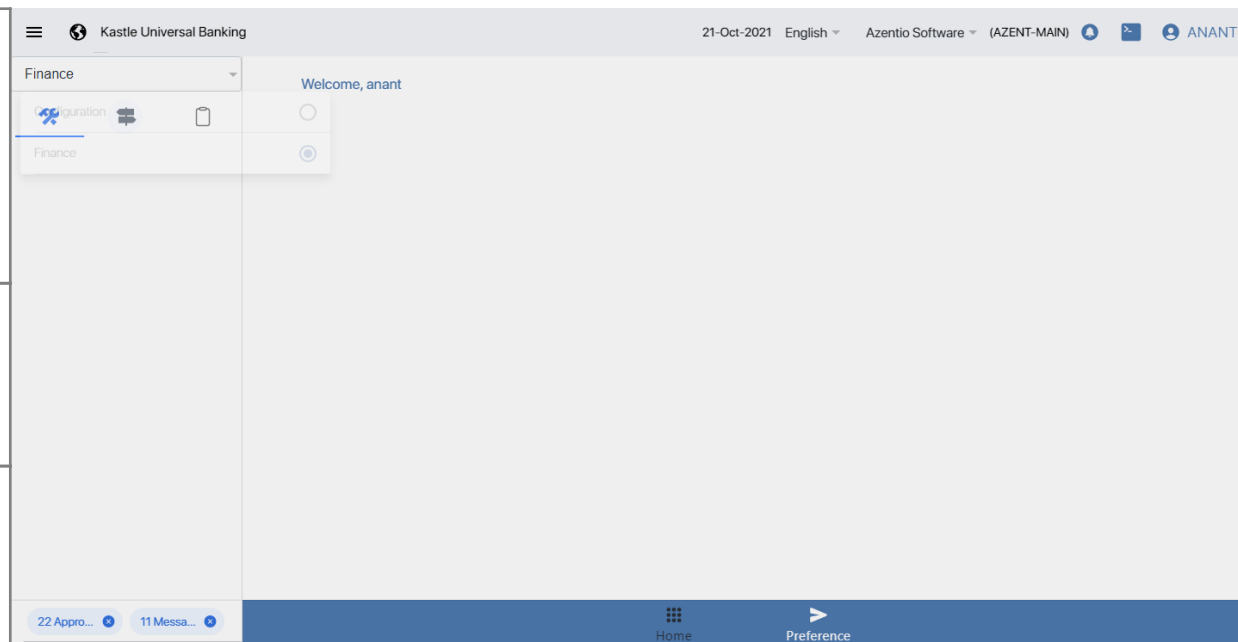 Kastle Universal Banking
21-Oct-2021 English Azentio Software (AZENT-MAIN) ANANT
Finance
Welcome, anant
Configuration
Finance
22 Appro... 11 Messa...
Home Preference